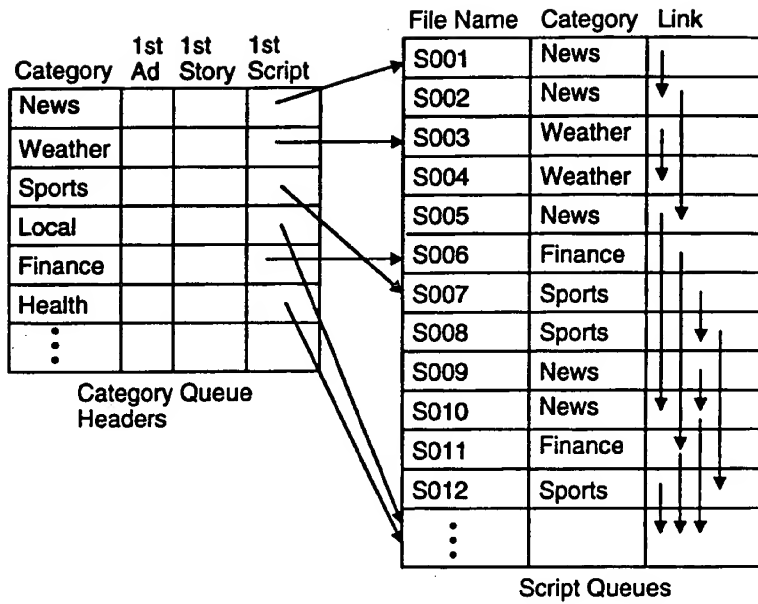 Category 1st Ad 1st Story 1st Script
News
Weather
Sports
Local
Finance
Health
Category Queue
Headers
File Name Category Link
S001 News
S002 News
S003 Weather
S004 Weather
S005 News
S006 Finance
S007 Sports
S008 Sports
S009 News
S010 News
S011 Finance
S012 Sports
Script Queues